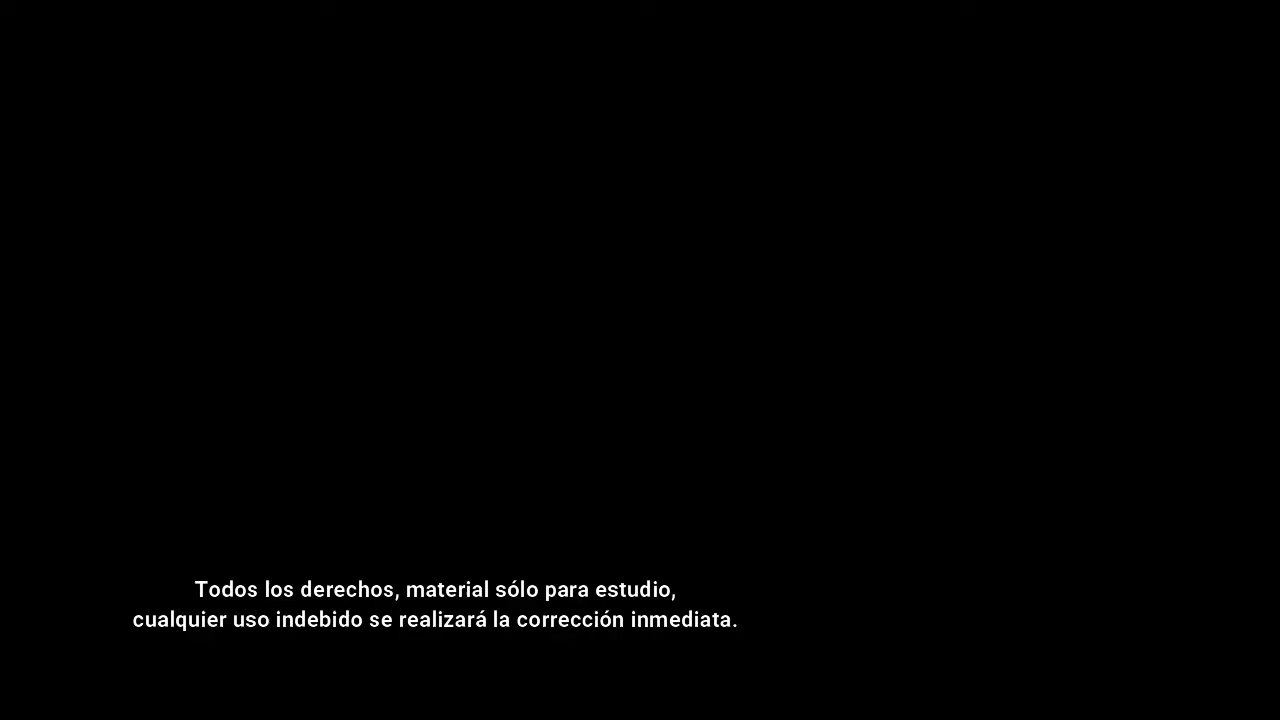 Todos los derechos, material sólo para estudio,
cualquier uso indebido se realizará la corrección inmediata.